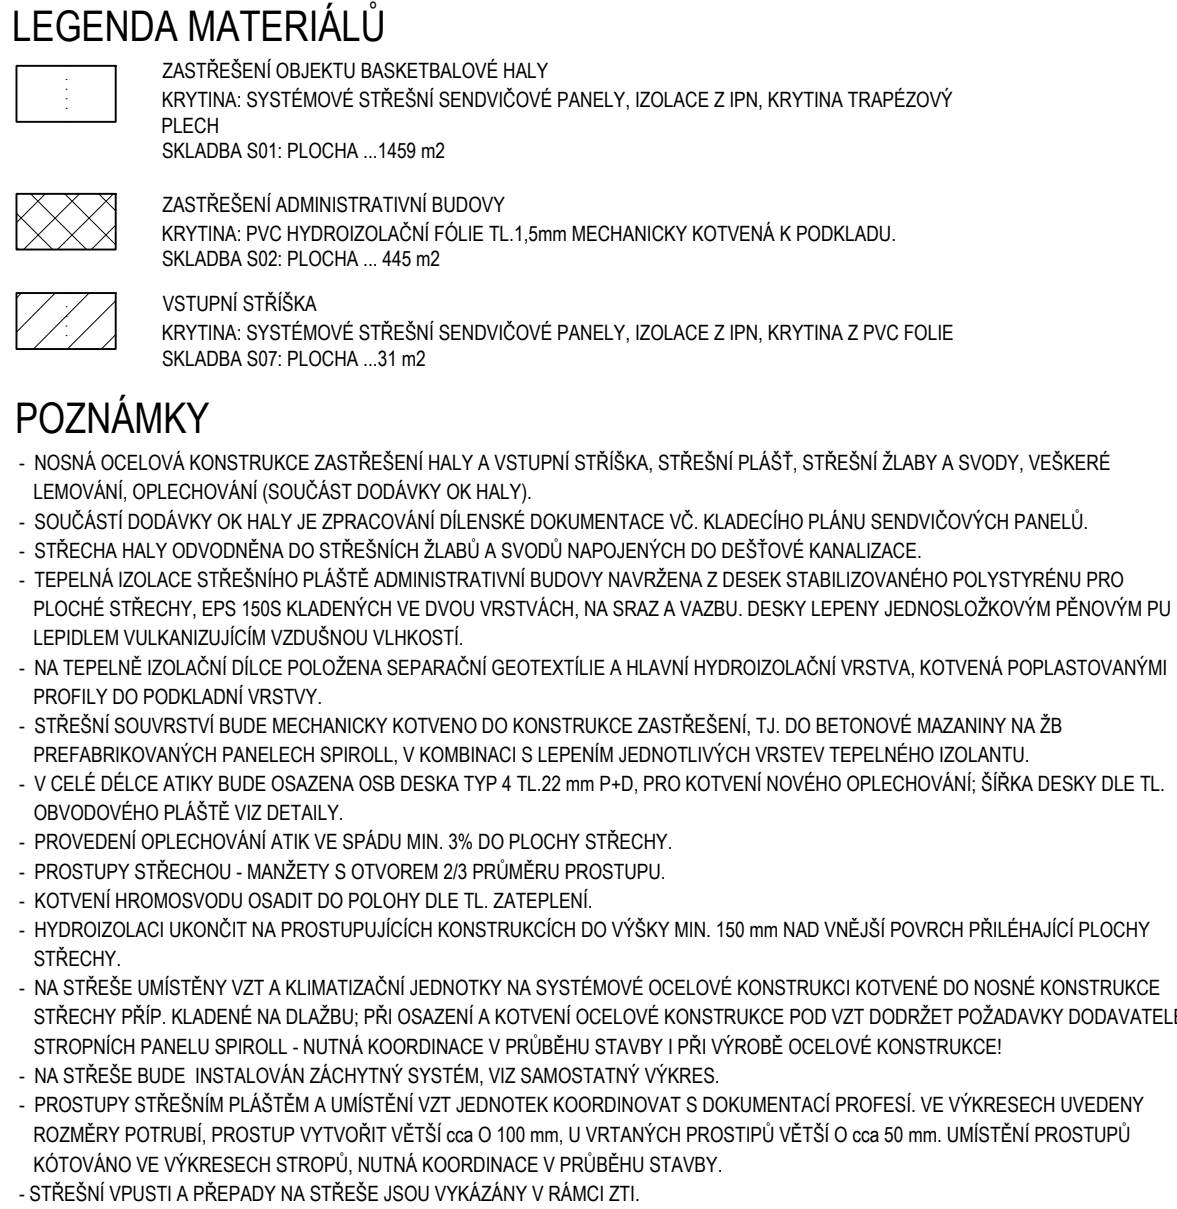 LEGENDA MATERIÁLŮ
ZASTŘEŠENÍ OBJEKTU BASKETBALOVÉ HALY
KRYTINA: SYSTÉMOVÉ STŘEŠNÍ SENDVIČOVÉ PANELY, IZOLACE Z IPN, KRYTINA TRAPÉZOVÝ
PLECH
SKLADBA S01: PLOCHA ...1459 m2
ZASTŘEŠENÍ ADMINISTRATIVNÍ BUDOVY
KRYTINA: PVC HYDROIZOLAČNÍ FÓLIE TL.1,5mm MECHANICKY KOTVENÁ K PODKLADU.
SKLADBA S02: PLOCHA ... 445 m2
VSTUPNÍ STŘÍŠKA
KRYTINA: SYSTÉMOVÉ STŘEŠNÍ SENDVIČOVÉ PANELY, IZOLACE Z IPN, KRYTINA Z PVC FOLIE
SKLADBA S07: PLOCHA ...31 m2
POZNÁMKY
- NOSNÁ OCELOVÁ KONSTRUKCE ZASTŘEŠENÍ HALY A VSTUPNÍ STŘÍŠKA, STŘEŠNÍ PLÁŠŤ, STŘEŠNÍ ŽLABY A SVODY, VEŠKERÉ
LEMOVÁNÍ, OPLECHOVÁNÍ (SOUČÁST DODÁVKY OK HALY).
- SOUČÁSTÍ DODÁVKY OK HALY JE ZPRACOVÁNÍ DÍLENSKÉ DOKUMENTACE VČ. KLADECÍHO PLÁNU SENDVIČOVÝCH PANELŮ.
- STŘECHA HALY ODVODNĚNA DO STŘEŠNÍCH ŽLABŮ A SVODŮ NAPOJENÝCH DO DEŠŤOVÉ KANALIZACE.
- TEPELNÁ IZOLACE STŘEŠNÍHO PLÁŠTĚ ADMINISTRATIVNÍ BUDOVY NAVRŽENA Z DESEK STABILIZOVANÉHO POLYSTYRÉNU PRO
PLOCHÉ STŘECHY, EPS 150S KLADENÝCH VE DVOU VRSTVÁCH, NA SRAZ A VAZBU. DESKY LEPENY JEDNOSLOŽKOVÝM PĚNOVÝM PU
LEPIDLEM VULKANIZUJÍCÍM VZDUŠNOU VLHKOSTÍ.
- NA TEPELNĚ IZOLAČNÍ DÍLCE POLOŽENA SEPARAČNÍ GEOTEXTÍLIE A HLAVNÍ HYDROIZOLAČNÍ VRSTVA, KOTVENÁ POPLASTOVANÝMI
PROFILY DO PODKLADNÍ VRSTVY.
- STŘEŠNÍ SOUVRSTVÍ BUDE MECHANICKY KOTVENO DO KONSTRUKCE ZASTŘEŠENÍ, TJ. DO BETONOVÉ MAZANINY NA ŽB
PREFABRIKOVANÝCH PANELECH SPIROLL, V KOMBINACI S LEPENÍM JEDNOTLIVÝCH VRSTEV TEPELNÉHO IZOLANTU.
- V CELÉ DÉLCE ATIKY BUDE OSAZENA OSB DESKA TYP 4 TL.22 mm P+D, PRO KOTVENÍ NOVÉHO OPLECHOVÁNÍ; ŠÍŘKA DESKY DLE TL.
OBVODOVÉHO PLÁŠTĚ VIZ DETAILY.
- PROVEDENÍ OPLECHOVÁNÍ ATIK VE SPÁDU MIN. 3% DO PLOCHY STŘECHY.
- PROSTUPY STŘECHOU - MANŽETY S OTVOREM 2/3 PRŮMĚRU PROSTUPU.
- KOTVENÍ HROMOSVODU OSADIT DO POLOHY DLE TL. ZATEPLENÍ.
- HYDROIZOLACI UKONČIT NA PROSTUPUJÍCÍCH KONSTRUKCÍCH DO VÝŠKY MIN. 150 mm NAD VNĚJŠÍ POVRCH PŘILÉHAJÍCÍ PLOCHY
STŘECHY.
- NA STŘEŠE UMÍSTĚNY VZT A KLIMATIZAČNÍ JEDNOTKY NA SYSTÉMOVÉ OCELOVÉ KONSTRUKCI KOTVENÉ DO NOSNÉ KONSTRUKCE
STŘECHY PŘÍP. KLADENÉ NA DLAŽBU; PŘI OSAZENÍ A KOTVENÍ OCELOVÉ KONSTRUKCE POD VZT DODRŽET POŽADAVKY DODAVATELE
STROPNÍCH PANELU SPIROLL - NUTNÁ KOORDINACE V PRŮBĚHU STAVBY I PŘI VÝROBĚ OCELOVÉ KONSTRUKCE!
- NA STŘEŠE BUDE INSTALOVÁN ZÁCHYTNÝ SYSTÉM, VIZ SAMOSTATNÝ VÝKRES.
- PROSTUPY STŘEŠNÍM PLÁŠTĚM A UMÍSTĚNÍ VZT JEDNOTEK KOORDINOVAT S DOKUMENTACÍ PROFESÍ. VE VÝKRESECH UVEDENY
ROZMĚRY POTRUBÍ, PROSTUP VYTVOŘIT VĚTŠÍ cca O 100 mm, U VRTANÝCH PROSTIPŮ VĚTŠÍ O cca 50 mm. UMÍSTĚNÍ PROSTUPŮ
KÓTOVÁNO VE VÝKRESECH STROPŮ, NUTNÁ KOORDINACE V PRŮBĚHU STAVBY.
- STŘEŠNÍ VPUSTI A PŘEPADY NA STŘEŠE JSOU VYKÁZÁNY V RÁMCI ZTI.